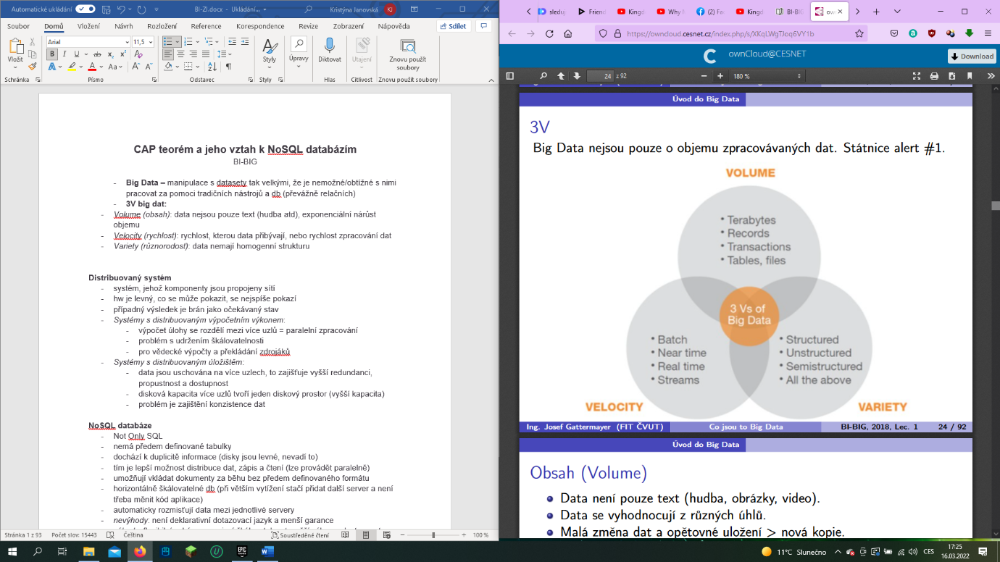 Automatické ukládání
BI-ZI.docx - Ukládání...
Kristýna Janovská
KJ
Soubor Domů Vložení Návrh Rozložení Reference Korespondence Revize Zobrazení Nápověda
Sdílet
Vložit
Arial 11,5
Styly
Úpravy
Diktovat
Utajení
Znovu použít soubory
Schránka Písmo Odstavec Styly Hlas Citlivost Znovu použít soubory
CAP teorém a jeho vztah k NoSQL databázím
BI-BIG
- Big Data – manipulace s datasety tak velkými, že je nemožné/obtížné s nimi
pracovat za pomoci tradičních nástrojů a db (převážně relačních)
- 3V big dat:
- Volume (obsah): data nejsou pouze text (hudba atd), exponenciální nárůst
objemu
- Velocity (rychlost): rychlost, kterou data přibývají, nebo rychlost zpracování dat
- Variety (různorodost): data nemají homogenní strukturu
Distribuovaný systém
- systém, jehož komponenty jsou propojeny sítí
- hw je levný, co se může pokazit, se nejspíše pokazí
- případný výsledek je brán jako očekávaný stav
- Systémy s distribuovaným výpočetním výkonem:
- výpočet úlohy se rozdělí mezi více uzlů = paralelní zpracování
- problém s udržením škálovatelnosti
- pro vědecké výpočty a překládání zdrojáků
- Systémy s distribuovaným úložištěm:
- data jsou uschována na více uzlech, to zajišťuje vyšší redundanci,
propustnost a dostupnost
- disková kapacita více uzlů tvoří jeden diskový prostor (vyšší kapacita)
- problém je zajištění konzistence dat
NoSQL databáze
- Not Only SQL
- nemá předem definované tabulky
- dochází k duplicitě informace (disky jsou levné, nevadí to)
- tím je lepší možnost distribuce dat, zápis a čtení (lze provádět paralelně)
- umožňují vkládat dokumenty za běhu bez předem definovaného formátu
- horizontálně škálovatelné db (při větším vytížení stačí přidat další server a není
třeba měnit kód aplikace)
- automaticky rozmisťují data mezi jednotlivé servery
- nevýhody: není deklarativní dotazovací jazyk a menší garance
Stránka 1 z 93 Počet slov: 15443 Čeština Soustředěné čtení 100 %
sleduj Friend Kingd Why E (2) Fa Kingd BI-BIG ow
https://owncloud.cesnet.cz/index.php/s/XKqLWgTJoq6VY1b
ownCloud@CESNET
Download
24 z 92
180 %
Úvod do Big Data
3V
Big Data nejsou pouze o objemu zpracovávaných dat. Státnice alert #1.
VOLUME
• Terabytes
• Records
• Transactions
• Tables, files
3 Vs of
Big Data
• Batch
• Near time
• Real time
• Streams
• Structured
• Unstructured
• Semistructured
• All the above
VELOCITY
VARIETY
Ing. Josef Gattermayer (FIT ČVUT) Co jsou to Big Data BI-BIG, 2018, Lec. 1 24 / 92
Úvod do Big Data
Obsah (Volume)
Data není pouze text (hudba, obrázky, video).
Data se vyhodnocují z různých úhlů.
Malá změna dat a opětovné uložení > nová kopie.
11°C Slunečno
CES
17:25
16.03.2022